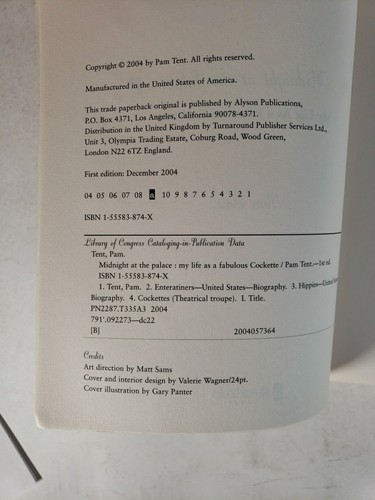 Copyright © 2004 by Pam Tent. All rights reserved.
Manufactured in the United States of America.
This trade paperback original is published by Alyson Publications,
P.O. Box 4371, Los Angeles, California 90078-4371.
Distribution in the United Kingdom by Turnaround Publisher Services Ltd.,
Unit 3, Olympia Trading Estate, Coburg Road, Wood Green,
London N22 6TZ England.
First edition: December 2004
04 05 06 07 08 a 10 9 8 7 6 5 4 3 2 1
ISBN 1-55583-874-X
Library of Congress Cataloging-in-Publication Data
Tent, Pam.
Midnight at the palace : my life as a fabulous Cockette / Pam Tent.—1st ed.
ISBN 1-55583-874-X
1. Tent, Pam. 2. Enteratiners—United States—Biography. 3. Hippies—United
Biography. 4. Cockettes (Theatrical troupe). I. Title.
PN2287.T335A3 2004
791'.092273—dc22
[B] 2004057364
Credits
Art direction by Matt Sams
Cover and interior design by Valerie Wagner/24pt.
Cover illustration by Gary Panter